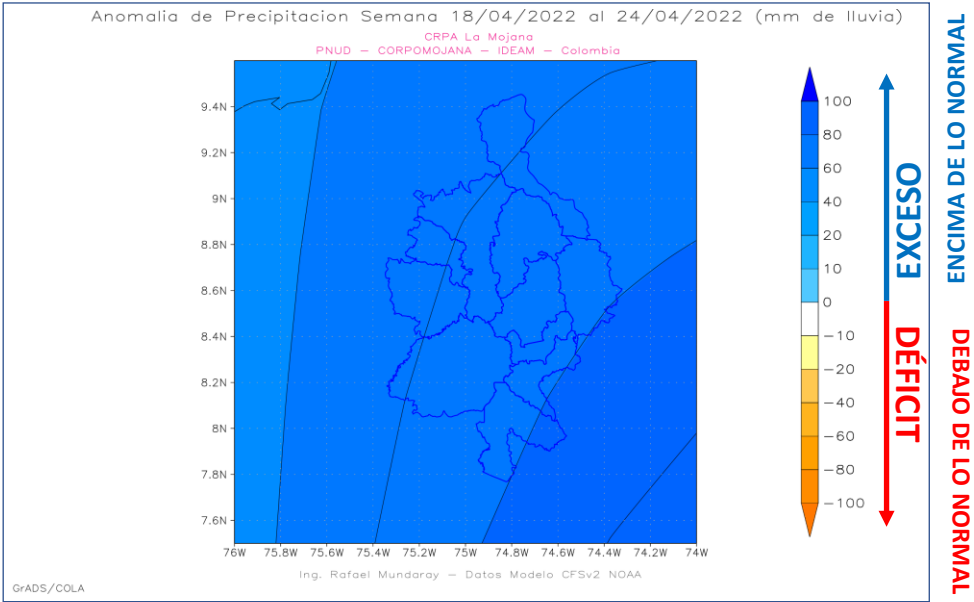 Anomalia de Precipitacion Semana 18/04/2022 al 24/04/2022 (mm de lluvia)
CRPA La Mojana
PNUD – CORPOMOJANA – IDEAM – Colombia
9.4N
9.2N
9N
8.8N
8.6N
8.4N
8.2N
8N
7.8N
7.6N
76W 75.8W 75.6W 75.4W 75.2W 75W 74.8W 74.6W 74.4W 74.2W 74W
Ing. Rafael Mundaray – Datos Modelo CFSv2 NOAA
GrADS/COLA
100
80
60
40
20
10
0
–10
–20
–40
–60
–80
–100
EXCESO
DÉFICIT
ENCIMA DE LO NORMAL
DEBAJO DE LO NORMAL